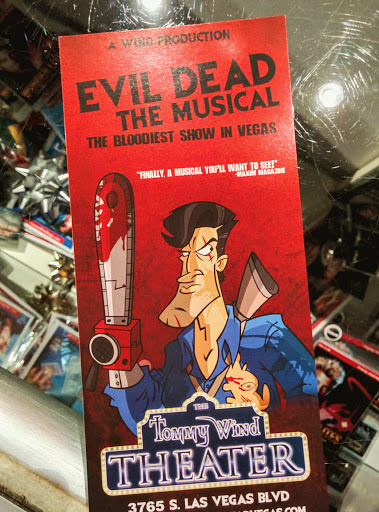 A WIND PRODUCTION
EVIL DEAD
THE MUSICAL
THE BLOODIEST SHOW IN VEGAS
"FINALLY, A MUSICAL YOU'LL WANT TO SEE!"
-MAXIM MAGAZINE
THE
Tommy Wind
THEATER
3765 S. LAS VEGAS BLVD